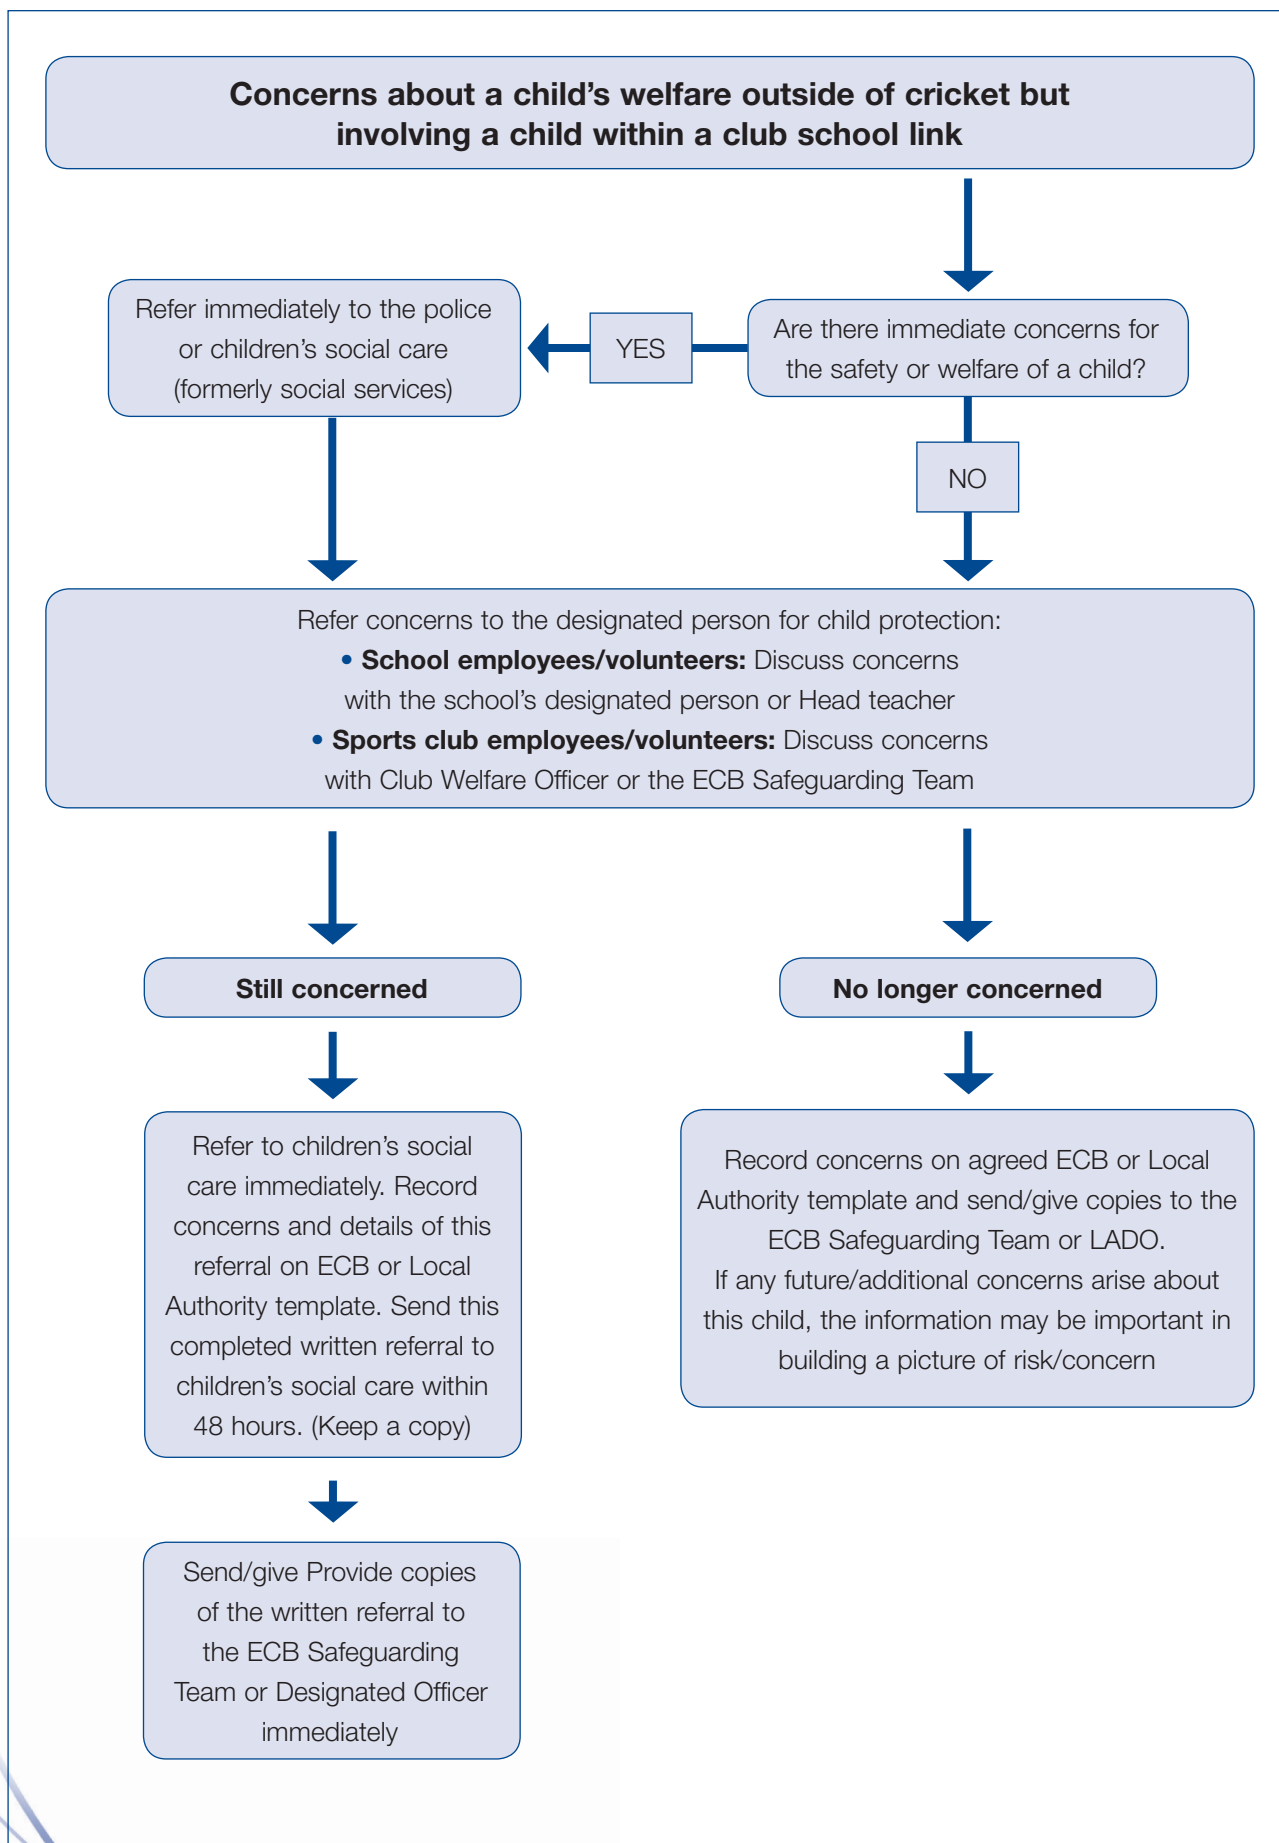 Concerns about a child’s welfare outside of cricket but
involving a child within a club school link
Refer immediately to the police
or children’s social care
(formerly social services)
YES
Are there immediate concerns for
the safety or welfare of a child?
NO
Refer concerns to the designated person for child protection:
• School employees/volunteers: Discuss concerns
with the school’s designated person or Head teacher
• Sports club employees/volunteers: Discuss concerns
with Club Welfare Officer or the ECB Safeguarding Team
Still concerned
No longer concerned
Refer to children’s social
care immediately. Record
concerns and details of this
referral on ECB or Local
Authority template. Send this
completed written referral to
children’s social care within
48 hours. (Keep a copy)
Record concerns on agreed ECB or Local
Authority template and send/give copies to the
ECB Safeguarding Team or LADO.
If any future/additional concerns arise about
this child, the information may be important in
building a picture of risk/concern
Send/give Provide copies
of the written referral to
the ECB Safeguarding
Team or Designated Officer
immediately